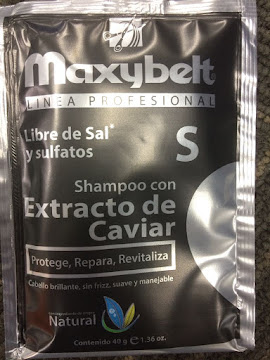 Maxybelt
LINEA PROFESIONAL
Libre de Sal*
y sulfatos
S
Shampoo con
Extracto de
Caviar
Protege, Repara, Revitaliza
Cabello brillante, sin frizz, suave y manejable
Natural
Contenido 40 g | 1.36 oz.